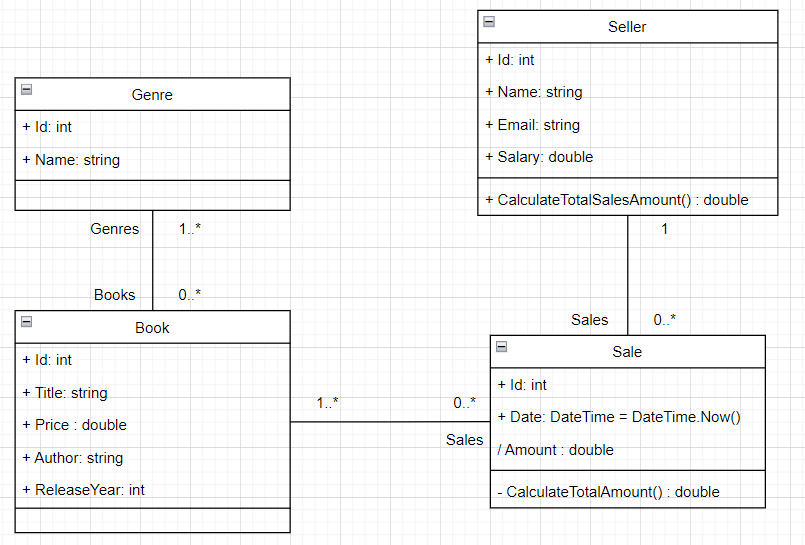 Seller
+ Id: int
+ Name: string
+ Email: string
+ Salary: double
+ CalculateTotalSalesAmount() : double
Genre
+ Id: int
+ Name: string
Genres
1..*
Books
0..*
1
Sales
0..*
Book
+ Id: int
+ Title: string
+ Price : double
+ Author: string
+ ReleaseYear: int
1..*
0..*
Sales
Sale
+ Id: int
+ Date: DateTime = DateTime.Now()
/ Amount : double
- CalculateTotalAmount() : double